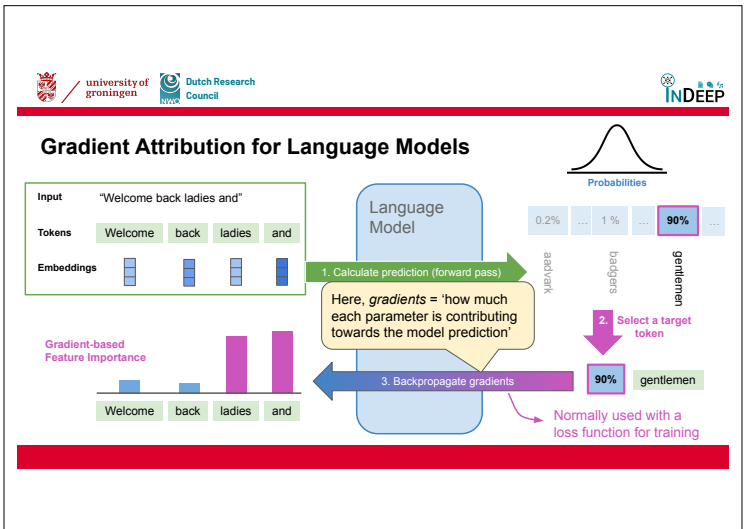 university of
groningen
NWO
Dutch Research
Council
INDEEP
Gradient Attribution for Language Models
Probabilities
Input "Welcome back ladies and"
Tokens Welcome back ladies and
Embeddings
Language
Model
0.2% ... 1 % ... 90% ...
aadvark
badgers
gentlemen
1. Calculate prediction (forward pass)
Here, gradients = ‘how much
each parameter is contributing
towards the model prediction’
2. Select a target
token
Gradient-based
Feature Importance
3. Backpropagate gradients
90% gentlemen
Welcome back ladies and
Normally used with a
loss function for training